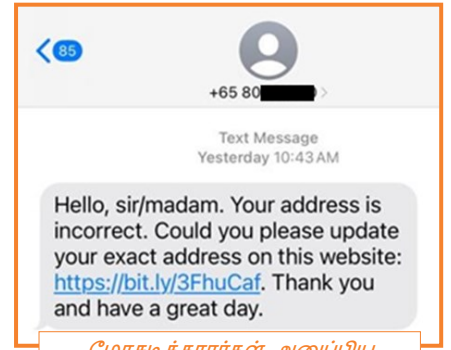 85
+65 80
Text Message
Yesterday 10:43 AM
Hello, sir/madam. Your address is
incorrect. Could you please update
your exact address on this website:
https://bit.ly/3FhuCaf. Thank you
and have a great day.